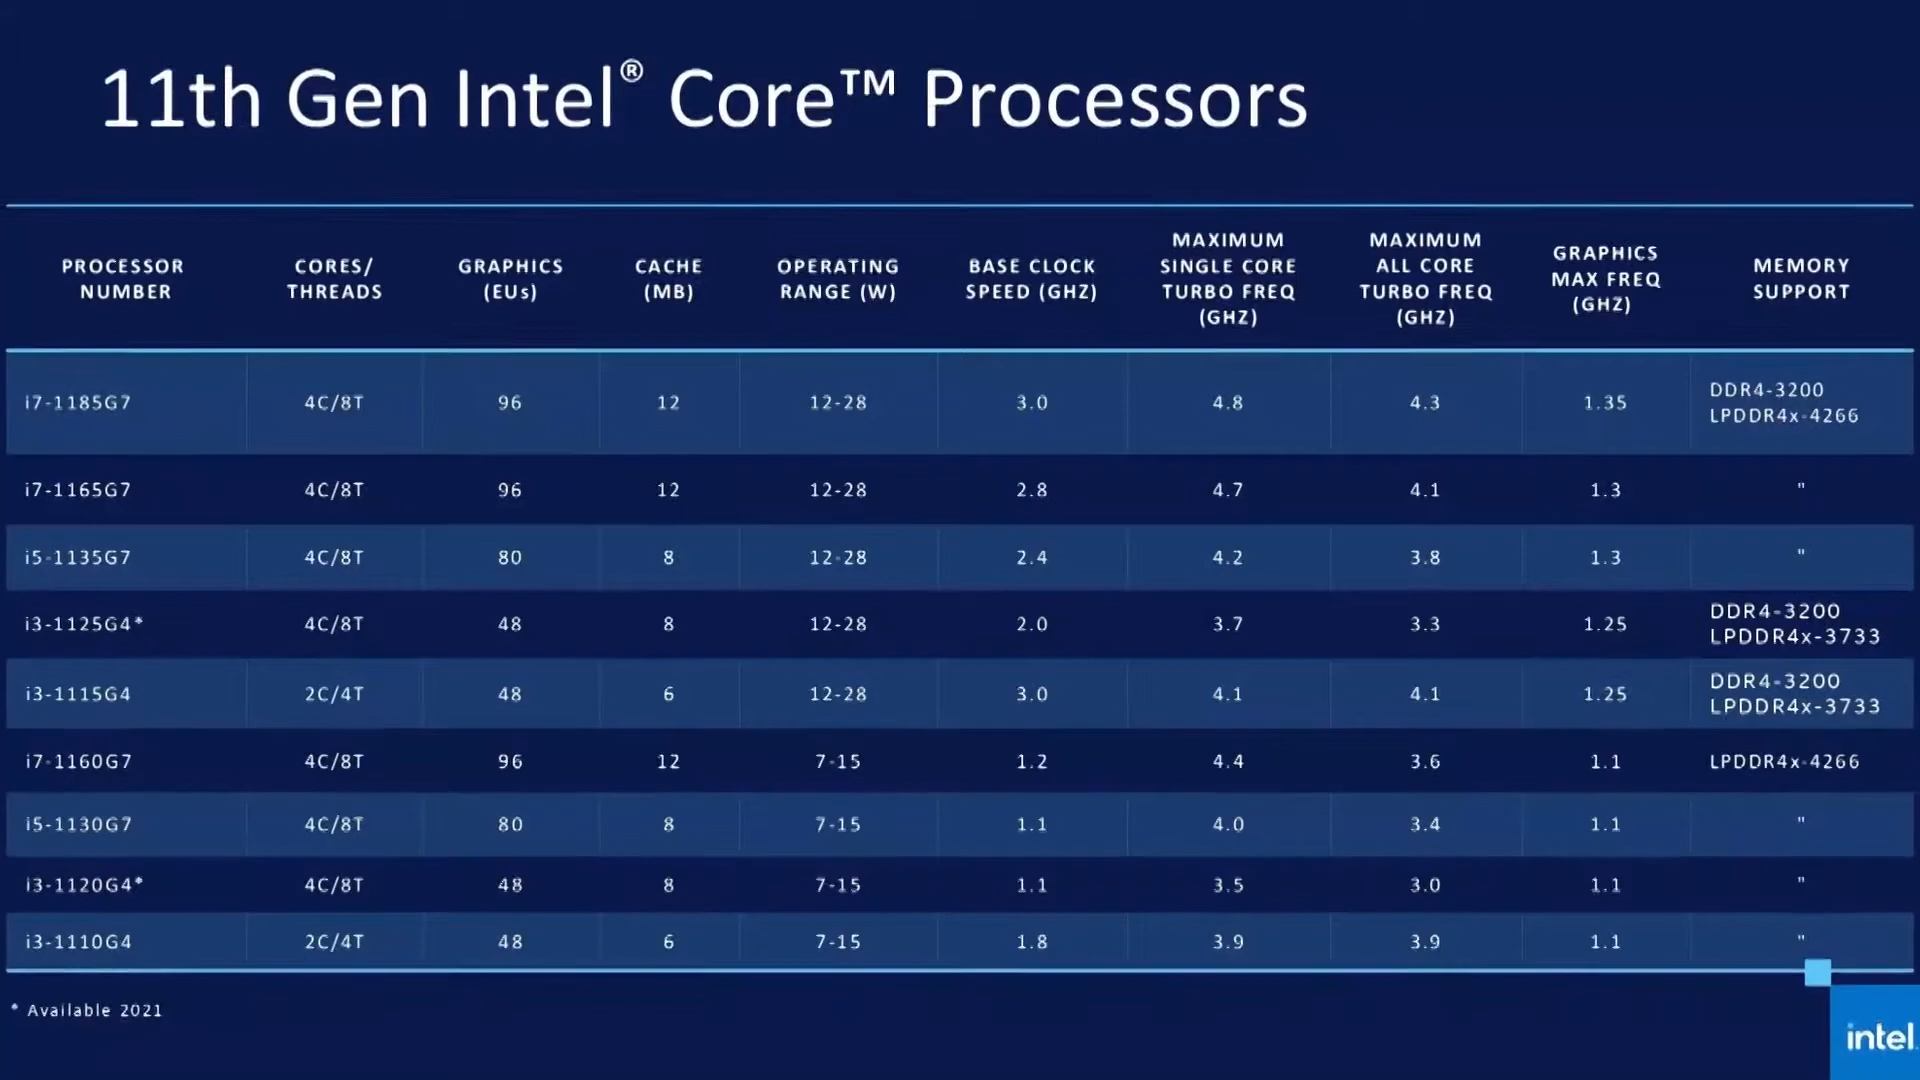 11th Gen Intel® Core™ Processors
PROCESSOR NUMBER CORES/ THREADS GRAPHICS (EUs) CACHE (MB) OPERATING RANGE (W) BASE CLOCK SPEED (GHZ) MAXIMUM SINGLE CORE TURBO FREQ (GHZ) MAXIMUM ALL CORE TURBO FREQ (GHZ) GRAPHICS MAX FREQ (GHZ) MEMORY SUPPORT
i7-1185G7 4C/8T 96 12 12-28 3.0 4.8 4.3 1.35 DDR4-3200 LPDDR4x-4266
i7-1165G7 4C/8T 96 12 12-28 2.8 4.7 4.1 1.3 "
i5-1135G7 4C/8T 80 8 12-28 2.4 4.2 3.8 1.3 "
i3-1125G4* 4C/8T 48 8 12-28 2.0 3.7 3.3 1.25 DDR4-3200 LPDDR4x-3733
i3-1115G4 2C/4T 48 6 12-28 3.0 4.1 4.1 1.25 DDR4-3200 LPDDR4x-3733
i7-1160G7 4C/8T 96 12 7-15 1.2 4.4 3.6 1.1 LPDDR4x-4266
i5-1130G7 4C/8T 80 8 7-15 1.1 4.0 3.4 1.1 "
i3-1120G4* 4C/8T 48 8 7-15 1.1 3.5 3.0 1.1 "
i3-1110G4 2C/4T 48 6 7-15 1.8 3.9 3.9 1.1 "
* Available 2021
intel